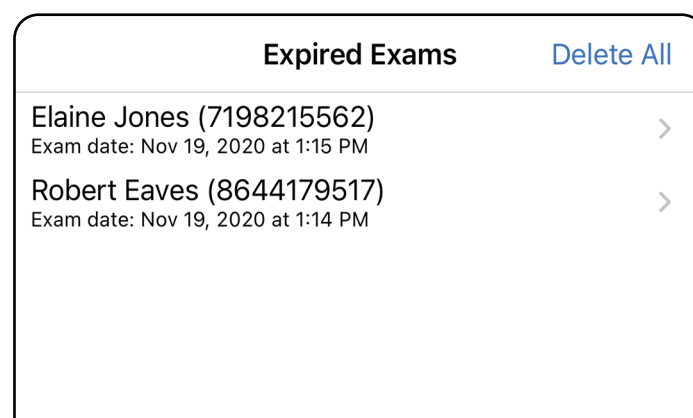 Expired Exams Delete All
Elaine Jones (7198215562)
Exam date: Nov 19, 2020 at 1:15 PM
Robert Eaves (8644179517)
Exam date: Nov 19, 2020 at 1:14 PM